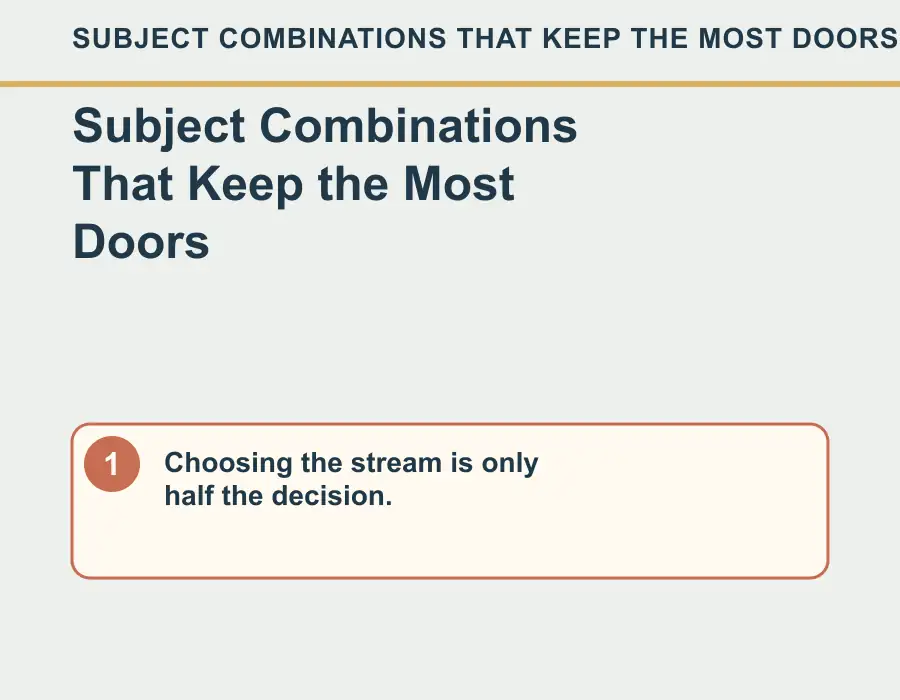 SUBJECT COMBINATIONS THAT KEEP THE MOST DOORS
Subject Combinations
That Keep the Most
Doors
1
Choosing the stream is only
half the decision.